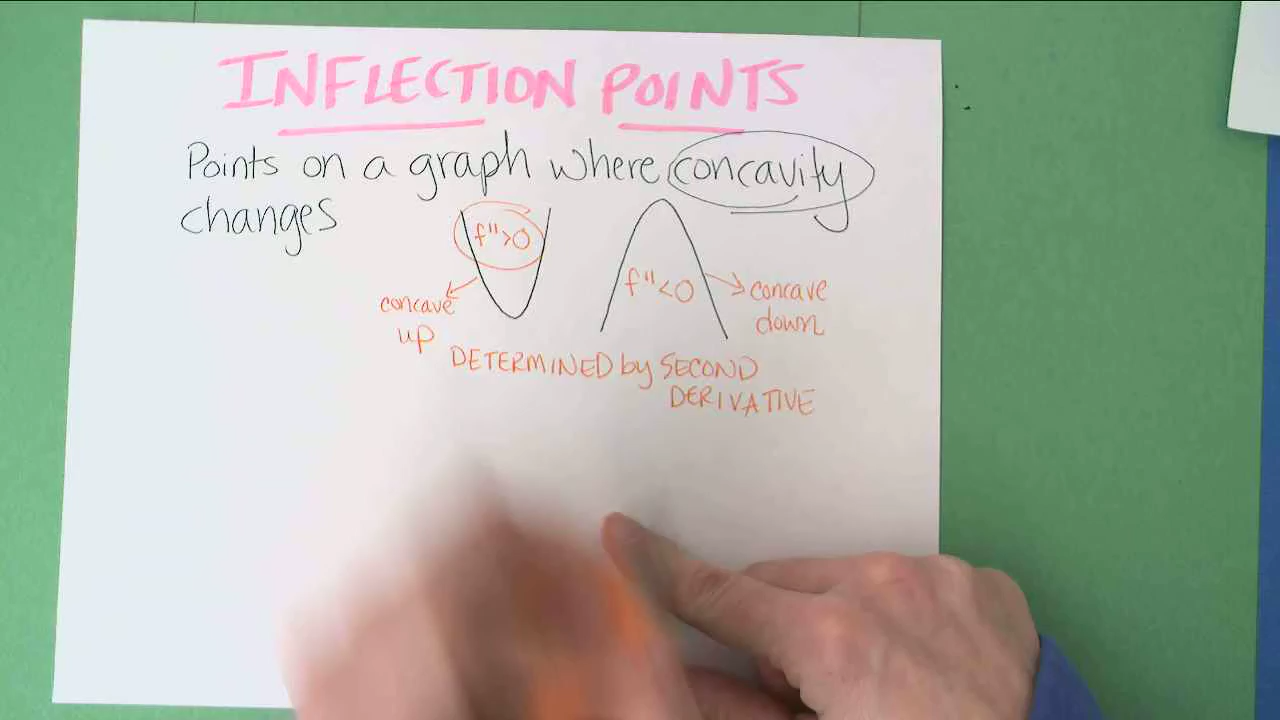 INFLECTION POINTS
Points on a graph where concavity
changes
f">0
f"<0
concave
up
concave
down
DETERMINED by SECOND
DERIVATIVE